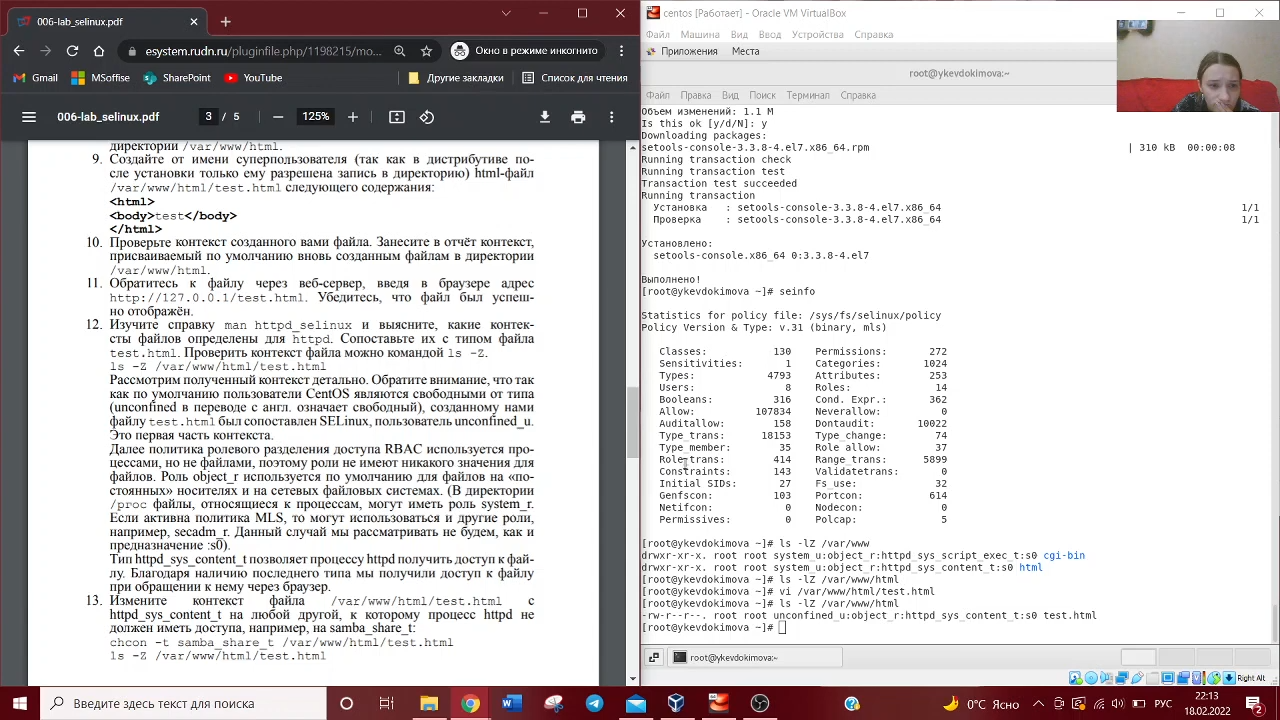 006-lab_selinux.pdf
esystem.rudn.ru/pluginfile.php/1198215/mo...
Окно в режиме инкогнито
Gmail
MSoffise
SharePoint
YouTube
Другие закладки
Список для чтения
006-lab_selinux.pdf
3 / 5
125%
директории /var/www/html.
9. Создайте от имени суперпользователя (так как в дистрибутиве по-
сле установки только ему разрешена запись в директорию) html-файл
/var/www/html/test.html следующего содержания:
<html>
<body>test</body>
</html>
10. Проверьте контекст созданного вами файла. Занесите в отчёт контекст,
присваиваемый по умолчанию вновь созданным файлам в директории
/var/www/html.
11. Обратитесь к файлу через веб-сервер, введя в браузере адрес
http://127.0.0.1/test.html. Убедитесь, что файл был успеш-
но отображён.
12. Изучите справку man httpd_selinux и выясните, какие контек-
сты файлов определены для httpd. Сопоставьте их с типом файла
test.html. Проверить контекст файла можно командой ls -Z.
ls -Z /var/www/html/test.html
Рассмотрим полученный контекст детально. Обратите внимание, что так
как по умолчанию пользователи CentOS являются свободными от типа
(unconfined в переводе с англ. означает свободный), созданному нами
файлу test.html был сопоставлен SELinux, пользователь unconfined_u.
Это первая часть контекста.
Далее политика ролевого разделения доступа RBAC используется про-
цессами, но не файлами, поэтому роли не имеют никакого значения для
файлов. Роль object_r используется по умолчанию для файлов на «по-
стоянных» носителях и на сетевых файловых системах. (В директории
/proc файлы, относящиеся к процессам, могут иметь роль system_r.
Если активна политика MLS, то могут использоваться и другие роли,
например, secadm_r. Данный случай мы рассматривать не будем, как и
предназначение :s0).
Тип httpd_sys_content_t позволяет процессу httpd получить доступ к фай-
лу. Благодаря наличию последнего типа мы получили доступ к файлу
при обращении к нему через браузер.
13. Измените контекст файла /var/www/html/test.html с
httpd_sys_content_t на любой другой, к которому процесс httpd не
должен иметь доступа, например, на samba_share_t:
chcon -t samba_share_t /var/www/html/test.html
ls -Z /var/www/html/test.html
centos [Работает] - Oracle VM VirtualBox
Файл Машина Вид Ввод Устройства Справка
Приложения Места
root@ykevdokimova:~
Файл Правка Вид Поиск Терминал Справка
Объем изменений: 1.1 M
Is this ok [y/d/N]: y
Downloading packages:
setools-console-3.3.8-4.el7.x86_64.rpm | 310 kB 00:00:08
Running transaction check
Running transaction test
Transaction test succeeded
Running transaction
Установка : setools-console-3.3.8-4.el7.x86_64 1/1
Проверка : setools-console-3.3.8-4.el7.x86_64 1/1
Установлено:
setools-console.x86_64 0:3.3.8-4.el7
Выполнено!
[root@ykevdokimova ~]# seinfo
Statistics for policy file: /sys/fs/selinux/policy
Policy Version & Type: v.31 (binary, mls)
Classes: 130 Permissions: 272
Sensitivities: 1 Categories: 1024
Types: 4793 Attributes: 253
Users: 8 Roles: 14
Booleans: 316 Cond. Expr.: 362
Allow: 107834 Neverallow: 0
Auditallow: 158 Dontaudit: 10022
Type_trans: 18153 Type_change: 74
Type_member: 35 Role allow: 37
Role_trans: 414 Range_trans: 5899
Constraints: 143 Validatetrans: 0
Initial SIDs: 27 Fs_use: 32
Genfscon: 103 Portcon: 614
Netifcon: 0 Nodecon: 0
Permissives: 0 Polcap: 5
[root@ykevdokimova ~]# ls -lZ /var/www
drwxr-xr-x. root root system_u:object_r:httpd_sys_script_exec_t:s0 cgi-bin
drwxr-xr-x. root root system_u:object_r:httpd_sys_content_t:s0 html
[root@ykevdokimova ~]# ls -lZ /var/www/html
[root@ykevdokimova ~]# vi /var/www/html/test.html
[root@ykevdokimova ~]# ls -lZ /var/www/html
-rw-r--r--. root root unconfined_u:object_r:httpd_sys_content_t:s0 test.html
[root@ykevdokimova ~]#
root@ykevdokimova:~
Right Alt
Введите здесь текст для поиска
0°C Ясно
РУС
22:13
18.02.2022
2